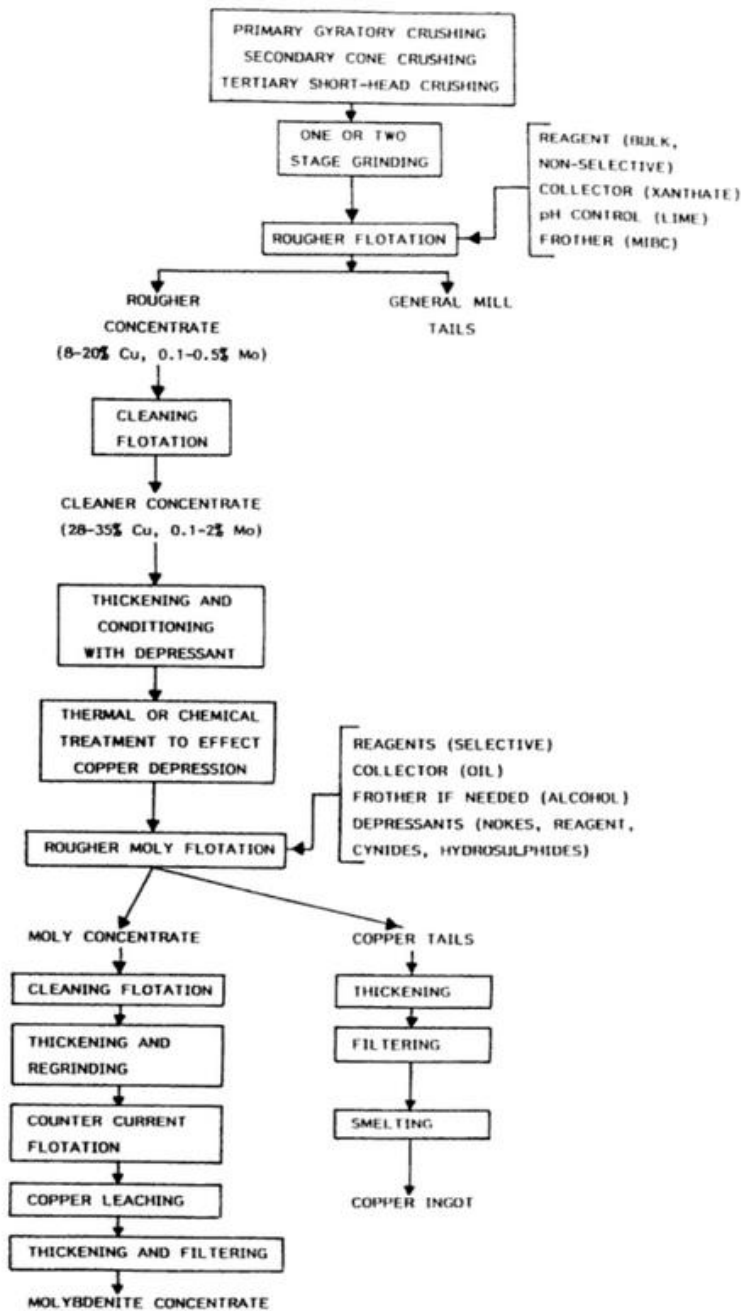 PRIMARY GYRATORY CRUSHING
SECONDARY CONE CRUSHING
TERTIARY SHORT-HEAD CRUSHING
ONE OR TWO
STAGE GRINDING
REAGENT (BULK,
NON-SELECTIVE)
COLLECTOR (XANTHATE)
pH CONTROL (LIME)
FROTHER (MIBC)
ROUGHER FLOTATION
ROUGHER
CONCENTRATE
(8-20% Cu, 0.1-0.5% Mo)
GENERAL MILL
TAILS
CLEANING
FLOTATION
CLEANER CONCENTRATE
(28-35% Cu, 0.1-2% Mo)
THICKENING AND
CONDITIONING
WITH DEPRESSANT
THERMAL OR CHEMICAL
TREATMENT TO EFFECT
COPPER DEPRESSION
REAGENTS (SELECTIVE)
COLLECTOR (OIL)
FROTHER IF NEEDED (ALCOHOL)
DEPRESSANTS (NOKES, REAGENT,
CYNIDES, HYDROSULPHIDES)
ROUGHER MOLY FLOTATION
MOLY CONCENTRATE
CLEANING FLOTATION
THICKENING AND
REGRINDING
COUNTER CURRENT
FLOTATION
COPPER LEACHING
THICKENING AND FILTERING
MOLYBDENITE CONCENTRATE
COPPER TAILS
THICKENING
FILTERING
SMELTING
COPPER INGOT